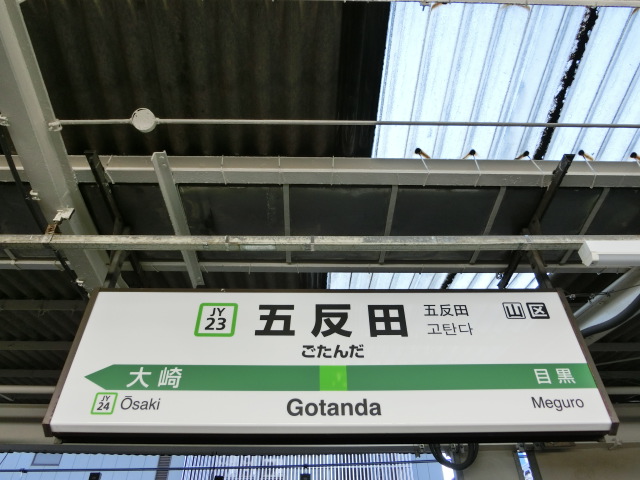 JY 23 五反田 五反田 山 区
고탄다
ごたんだ
大崎 目黒
JY 24 Ōsaki Gotanda Meguro